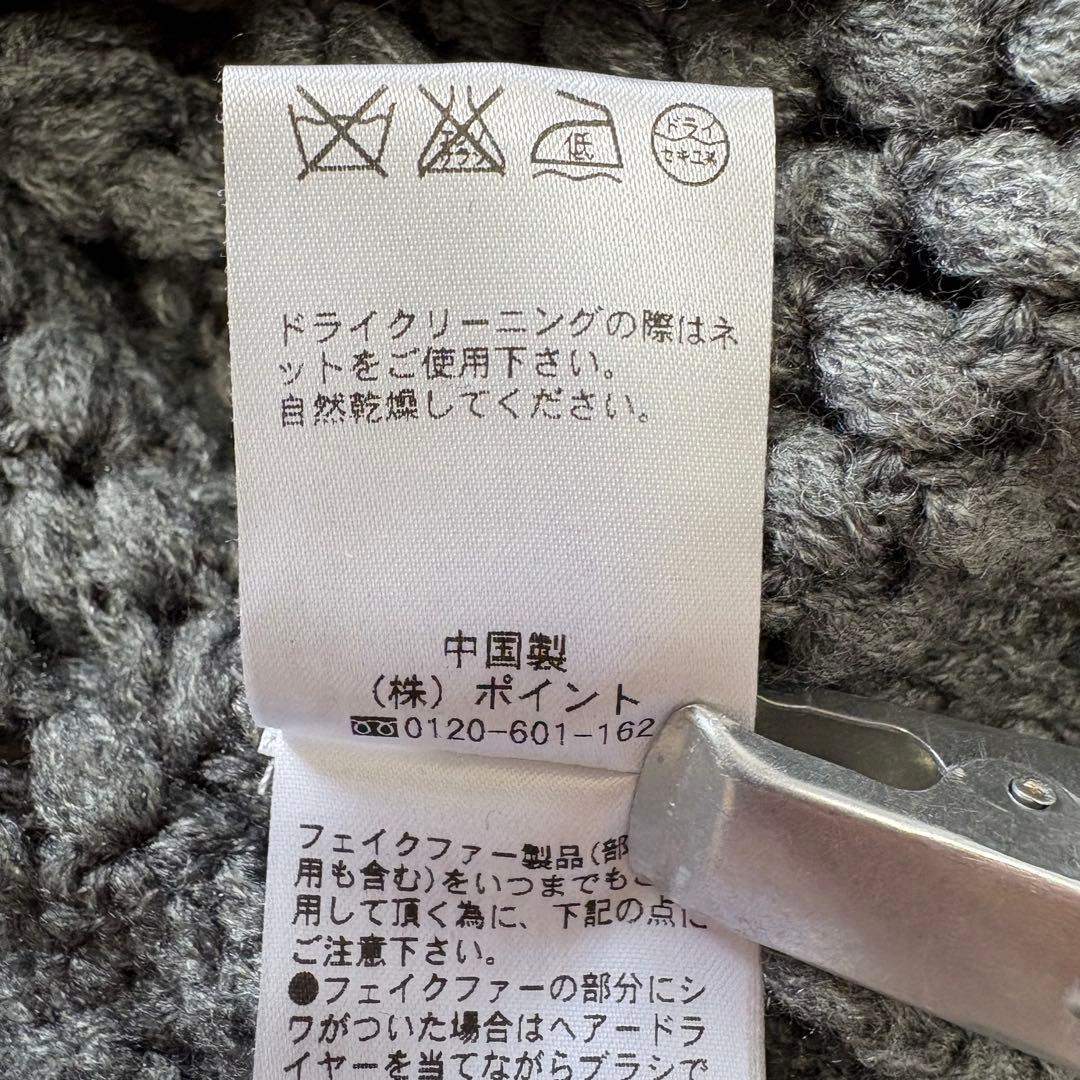 エンソ
サラシ
低
ドライ
セキユ系
ドライクリーニングの際はネ
ットをご使用下さい。
自然乾燥してください。
中国製
(株) ポイント
0120-601-162
フェイクファー製品(部
用も含む)をいつまでも
用して頂く為に、下記の点に
ご注意下さい。
●フェイクファーの部分にシ
ワがついた場合はヘアードラ
イヤーを当てながらブラシで